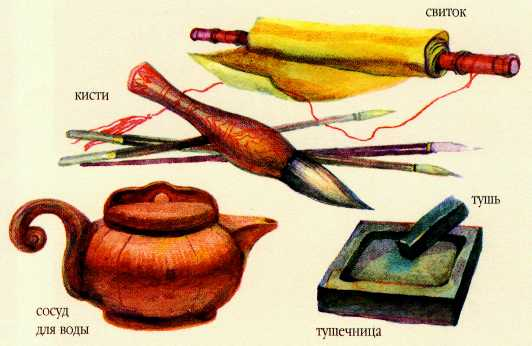 свиток
кисти
тушь
сосуд
для воды
тушечница